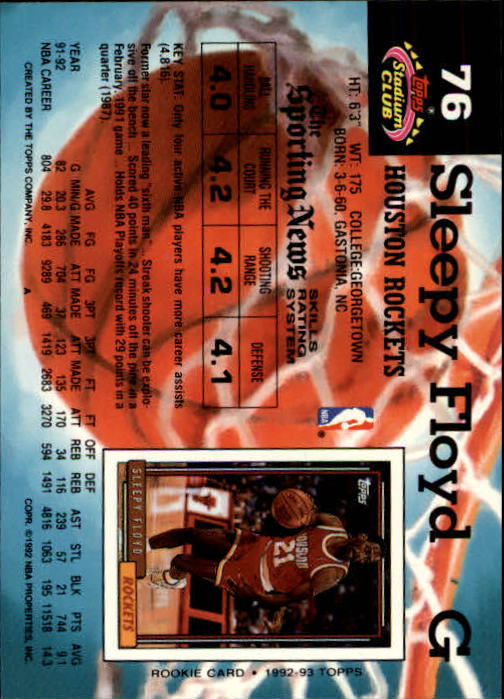 76
Sleepy Floyd G
Topps
Stadium
CLUB®
HOUSTON ROCKETS
HT: 6'3" WT: 175 COLLEGE:GEORGETOWN
BORN: 3-6-60, GASTONIA, NC
The Sporting News
SKILLS
RATING
SYSTEM
BALL
HANDLING
RUNNING THE
COURT
SHOOTING
RANGE
DEFENSE
4.0 4.2 4.2 4.1
NBA
KEY STAT: Only four active NBA players have more career assists
(4,816).
Former star now a leading "sixth man" .. Streak shooter can be explo-
sive off the bench .. Scored 40 points in 24 minutes off the pine in a
February, 1991 game .. Holds NBA Playoffs record with 29 points in a
quarter (1987).
AVG FG FG 3PT 3PT FT FT OFF DEF
YEAR G MIN/G MADE ATT MADE ATT MADE ATT REB REB AST STL BLK PTS AVG
91-92 82 20.3 286 704 37 123 135 170 34 116 239 57 21 744 9.1
NBA CAREER 804 29.8 4183 9289 469 1419 2683 3270 594 1491 4816 1063 195 11518 14.3
CREATED BY THE TOPPS COMPANY, INC. A COPR. ©1992 NBA PROPERTIES, INC.
TOPPS
HOUSTON
21
SLEEPY FLOYD
ROCKETS
ROOKIE CARD • 1992-93 TOPPS